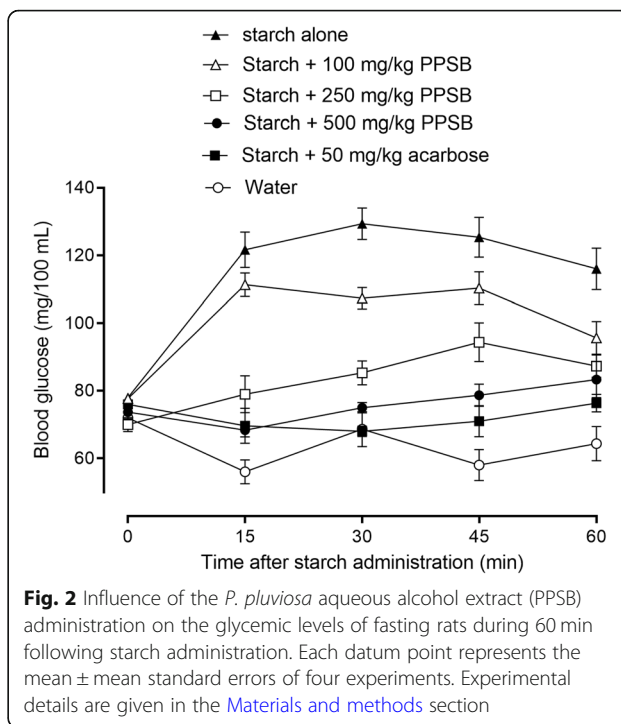 starch alone
Starch + 100 mg/kg PPSB
Starch + 250 mg/kg PPSB
Starch + 500 mg/kg PPSB
Starch + 50 mg/kg acarbose
Water
140
120
100
80
60
Blood glucose (mg/100 mL)
0 15 30 45 60
Time after starch administration (min)
Fig. 2 Influence of the P. pluviosa aqueous alcohol extract (PPSB)
administration on the glycemic levels of fasting rats during 60 min
following starch administration. Each datum point represents the
mean ± mean standard errors of four experiments. Experimental
details are given in the Materials and methods section